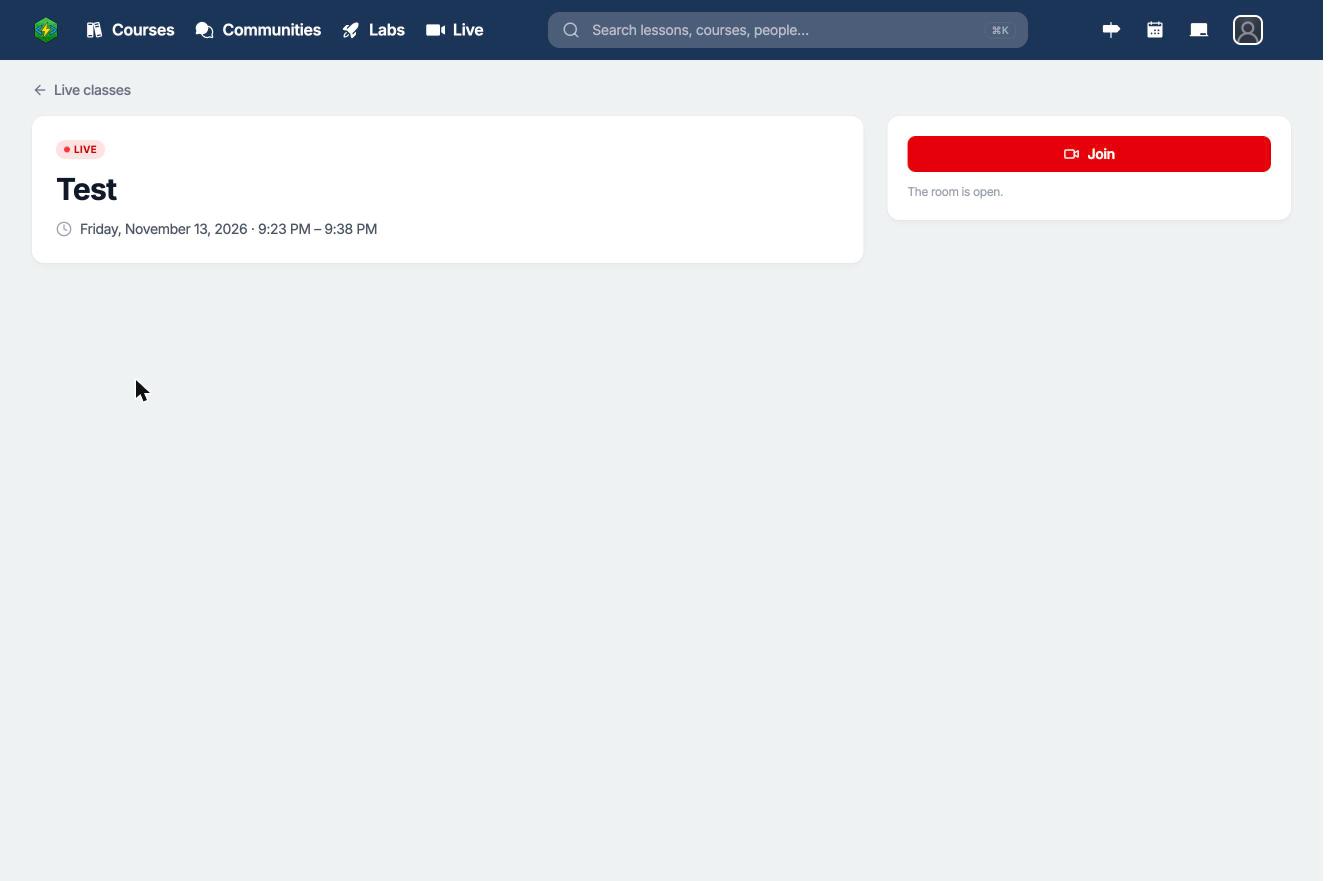 Courses
Communities
Labs
Live
Search lessons, courses, people...
⌘K
Live classes
LIVE
Test
Friday, November 13, 2026 · 9:23 PM – 9:38 PM
Join
The room is open.